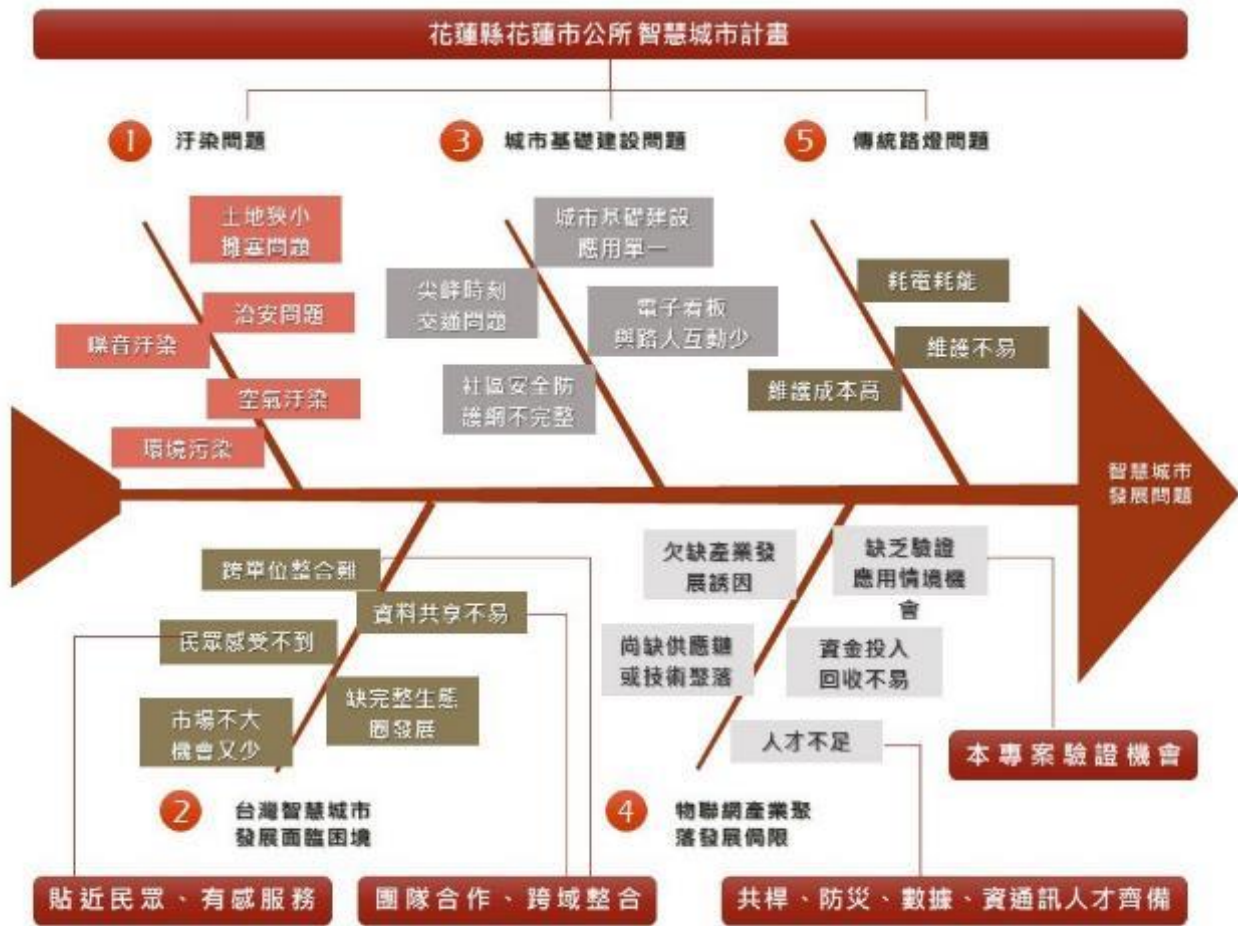 花蓮縣花蓮市公所智慧城市計畫
1
汙染問題
3
城市基礎建設問題
5
傳統路燈問題
土地狹小
擁塞問題
治安問題
噪音汙染
空氣汙染
環境污染
城市基礎建設
應用單一
尖峰時刻
交通問題
電子看板
與路人互動少
社區安全防
護網不完整
耗電耗能
維護不易
維護成本高
智慧城市
發展問題
跨單位整合難
資料共享不易
民眾感受不到
缺完整生態
圈發展
市場不大
機會又少
2
台灣智慧城市
發展面臨困境
欠缺產業發
展誘因
缺乏驗證
應用情境機
會
尚缺供應鏈
或技術聚落
資金投入
回收不易
人才不足
4
物聯網產業聚
落發展侷限
本專案驗證機會
貼近民眾、有感服務
團隊合作、跨域整合
共桿、防災、數據、資通訊人才齊備